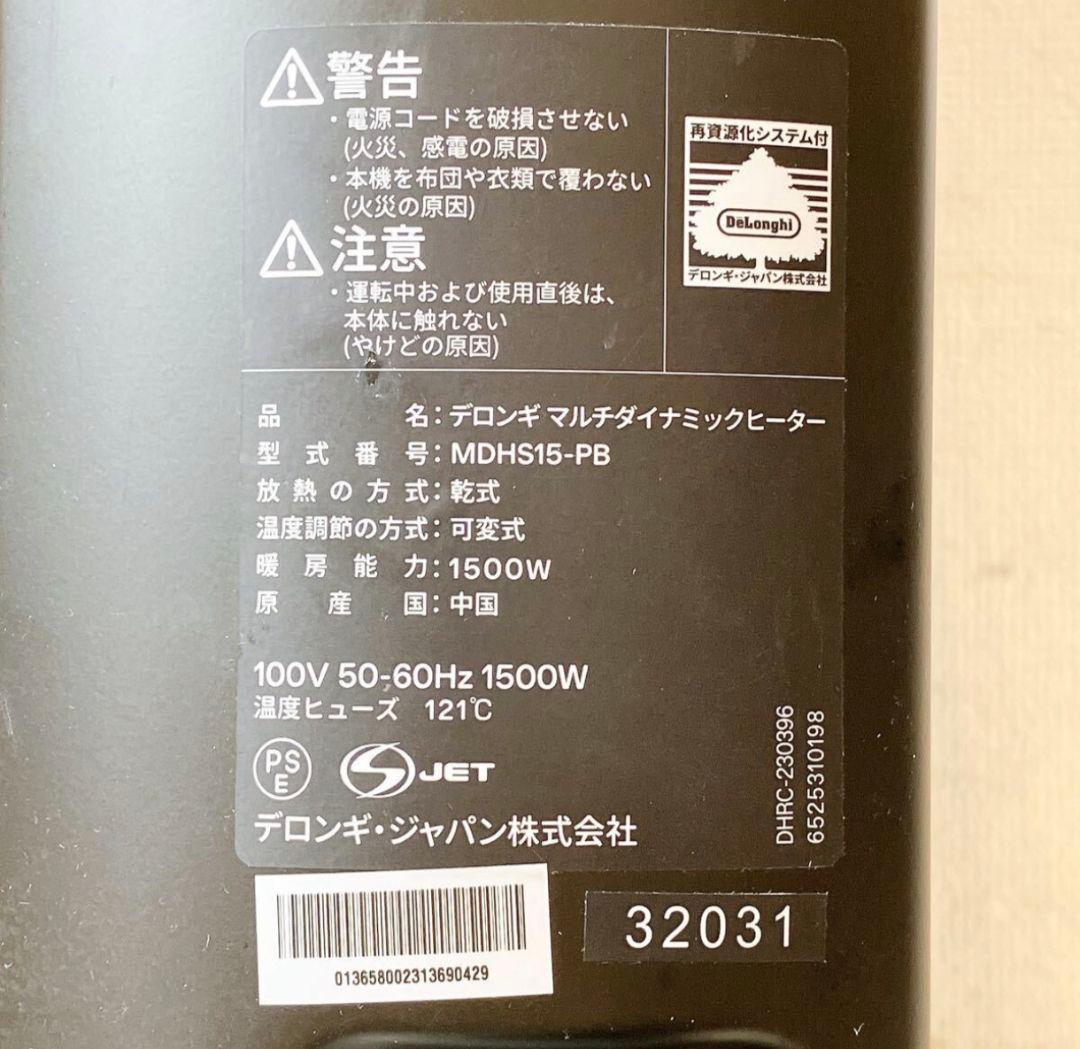 警告
・電源コードを破損させない
(火災、感電の原因)
・本機を布団や衣類で覆わない
(火災の原因)
注意
・運転中および使用直後は、
本体に触れない
(やけどの原因)
再資源化システム付
DeLonghi
デロンギ・ジャパン株式会社
品名：デロンギ マルチダイナミックヒーター
型式番号：MDHS15-PB
放熱の方式：乾式
温度調節の方式：可変式
暖房能力：1500W
原産国：中国
100V 50-60Hz 1500W
温度ヒューズ 121℃
PS
E
JET
デロンギ・ジャパン株式会社
DHRC-230396
6525310198
013658002313690429
32031